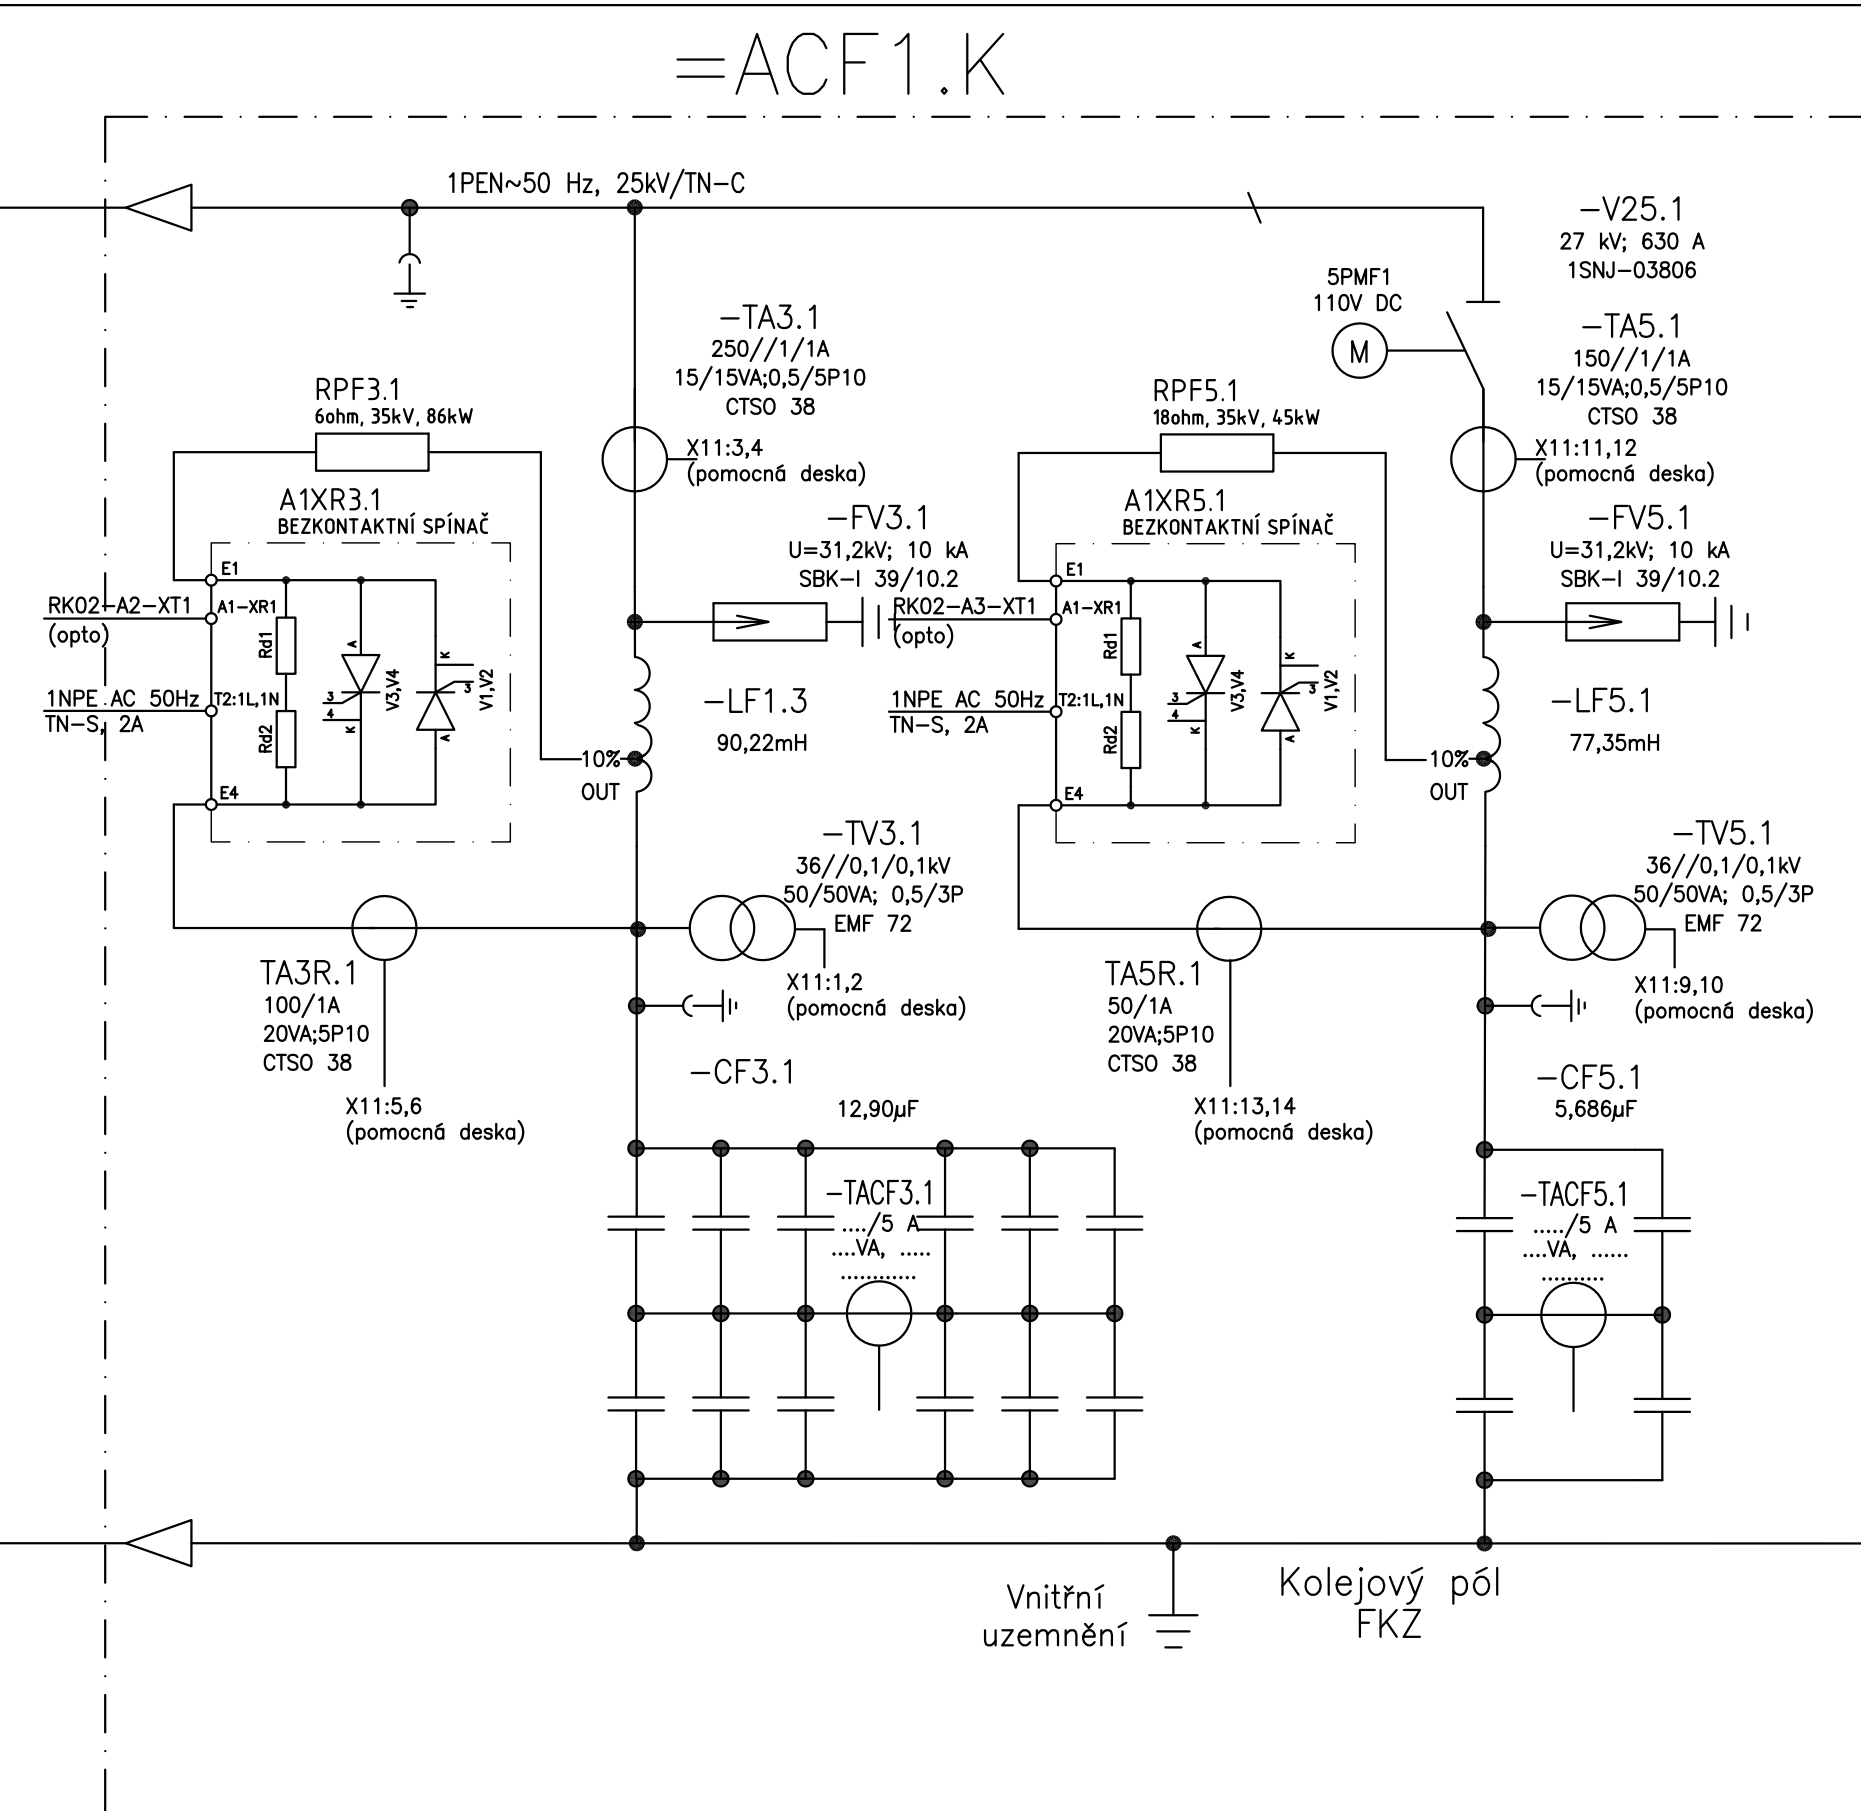 =ACF1.K
1PEN~50 Hz, 25kV/TN-C
-V25.1
27 kV; 630 A
1SNJ-03806
5PMF1
110V DC
M
-TA3.1
250//1/1A
15/15VA;0,5/5P10
CTSO 38
X11:3,4
(pomocná deska)
-TA5.1
150//1/1A
15/15VA;0,5/5P10
CTSO 38
X11:11,12
(pomocná deska)
RPF3.1
6ohm, 35kV, 86kW
RPF5.1
18ohm, 35kV, 45kW
A1XR3.1
BEZKONTAKTNÍ SPÍNAČ
E1
RK02-A2-XT1
(opto)
A1-XR1
Rd1
A
3
4
K
V3,V4
K
3
A
V1,V2
1NPE AC 50Hz
TN-S, 2A
T2:1L,1N
Rd2
E4
-FV3.1
U=31,2kV; 10 kA
SBK-I 39/10.2
-LF1.3
90,22mH
10%
OUT
A1XR5.1
BEZKONTAKTNÍ SPÍNAČ
E1
RK02-A3-XT1
(opto)
A1-XR1
Rd1
A
3
4
K
V3,V4
K
3
A
V1,V2
1NPE AC 50Hz
TN-S, 2A
T2:1L,1N
Rd2
E4
-FV5.1
U=31,2kV; 10 kA
SBK-I 39/10.2
-LF5.1
77,35mH
10%
OUT
-TV3.1
36//0,1/0,1kV
50/50VA; 0,5/3P
EMF 72
X11:1,2
(pomocná deska)
-TV5.1
36//0,1/0,1kV
50/50VA; 0,5/3P
EMF 72
X11:9,10
(pomocná deska)
TA3R.1
100/1A
20VA;5P10
CTSO 38
X11:5,6
(pomocná deska)
TA5R.1
50/1A
20VA;5P10
CTSO 38
X11:13,14
(pomocná deska)
-CF3.1
12,90µF
-CF5.1
5,686µF
-TACF3.1
..../5 A
....VA, .....
............
-TACF5.1
...../5 A
....VA, ......
..........
Vnitřní
uzemnění
Kolejový pól
FKZ